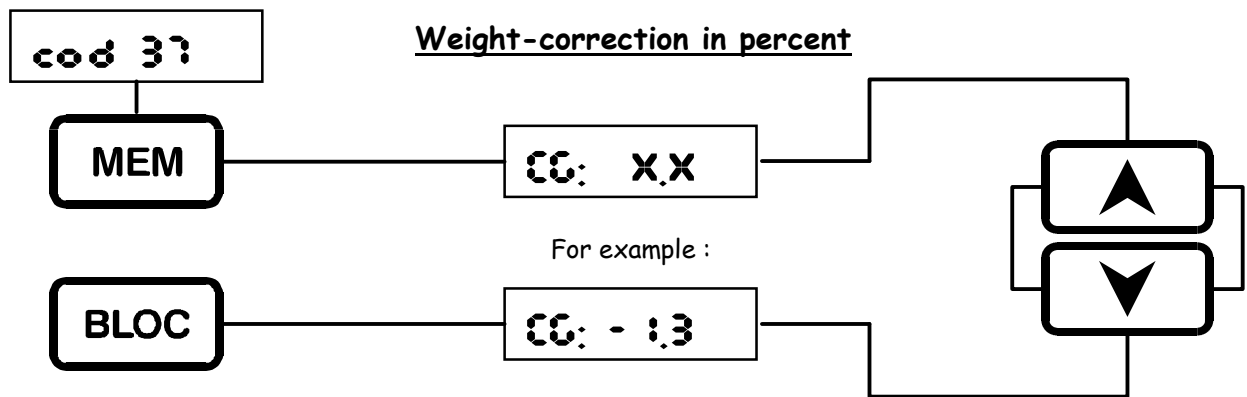 cod 37
Weight-correction in percent
MEM
CG: X.X
For example :
BLOC
CG: - 1.3